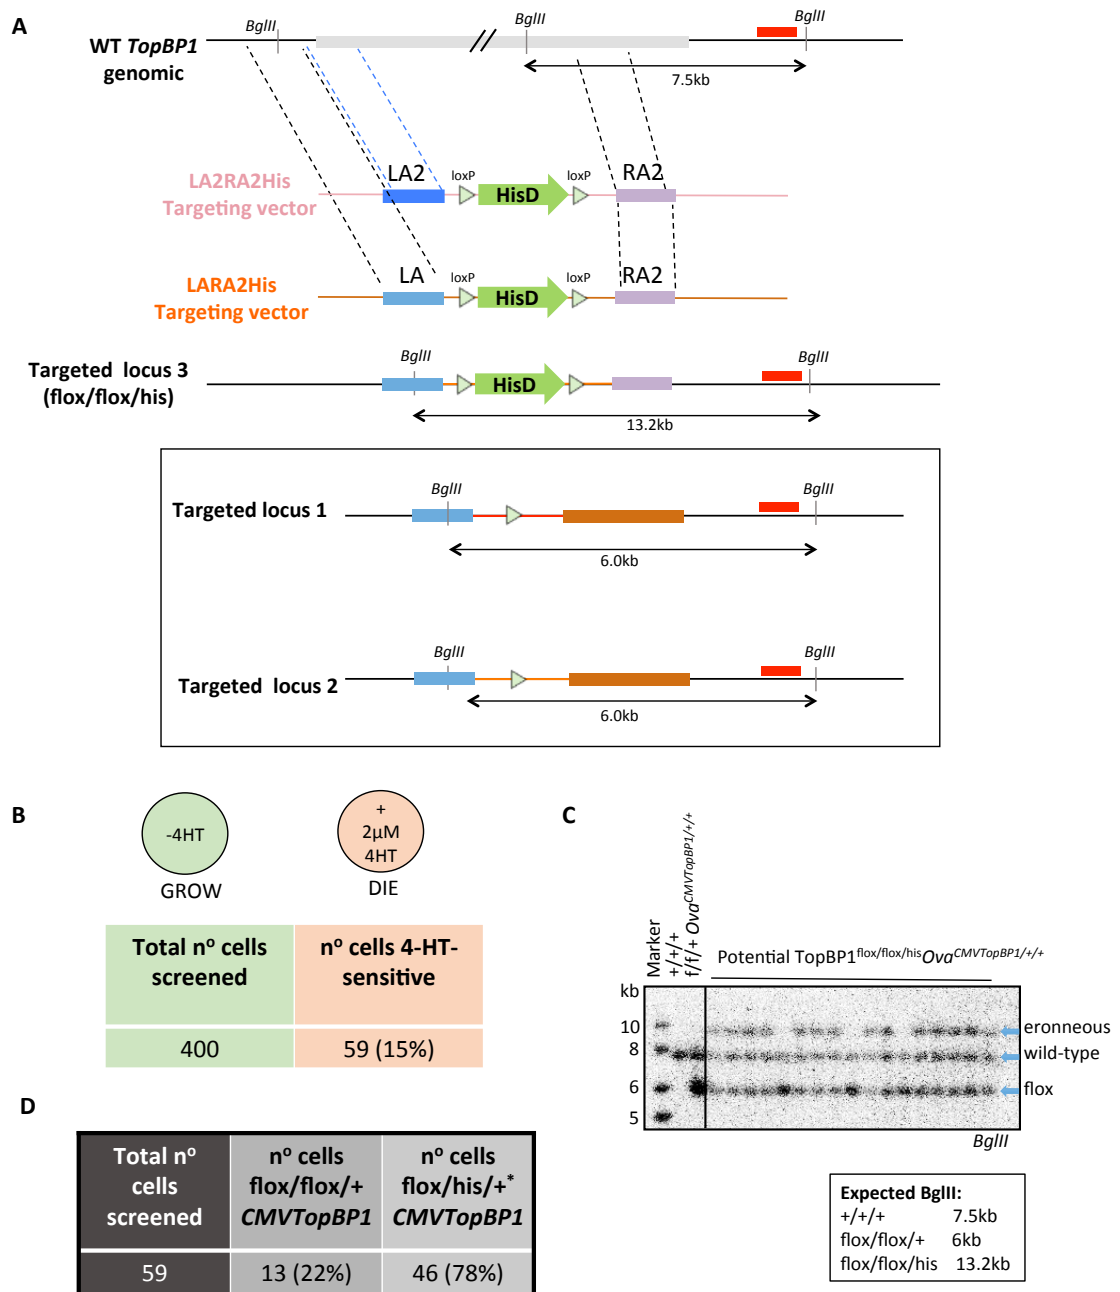 A
BglII
BglII
BglII
WT TopBP1
genomic
7.5kb
LA2
loxP
loxP
RA2
LA2RA2His
Targeting vector
HisD
LA
loxP
loxP
RA2
LARA2His
Targeting vector
HisD
Targeted locus 3
(flox/flox/his)
BglII
BglII
HisD
13.2kb
Targeted locus 1
BglII
BglII
6.0kb
Targeted locus 2
BglII
BglII
6.0kb
B
-4HT
GROW
+
2µM
4HT
DIE
Total nº cells
screened
nº cells 4-HT-
sensitive
400
59 (15%)
C
Marker
+/+/+
f/f/+ OvaCMVTopBP1/+/+
Potential TopBP1flox/flox/hisOvaCMVTopBP1/+/+
kb
10
8
6
5
eronneous
wild-type
flox
BglII
Expected BglII:
+/+/+ 7.5kb
flox/flox/+ 6kb
flox/flox/his 13.2kb
D
Total nº
cells
screened
nº cells
flox/flox/+
CMVTopBP1
nº cells
flox/his/+*
CMVTopBP1
59
13 (22%)
46 (78%)